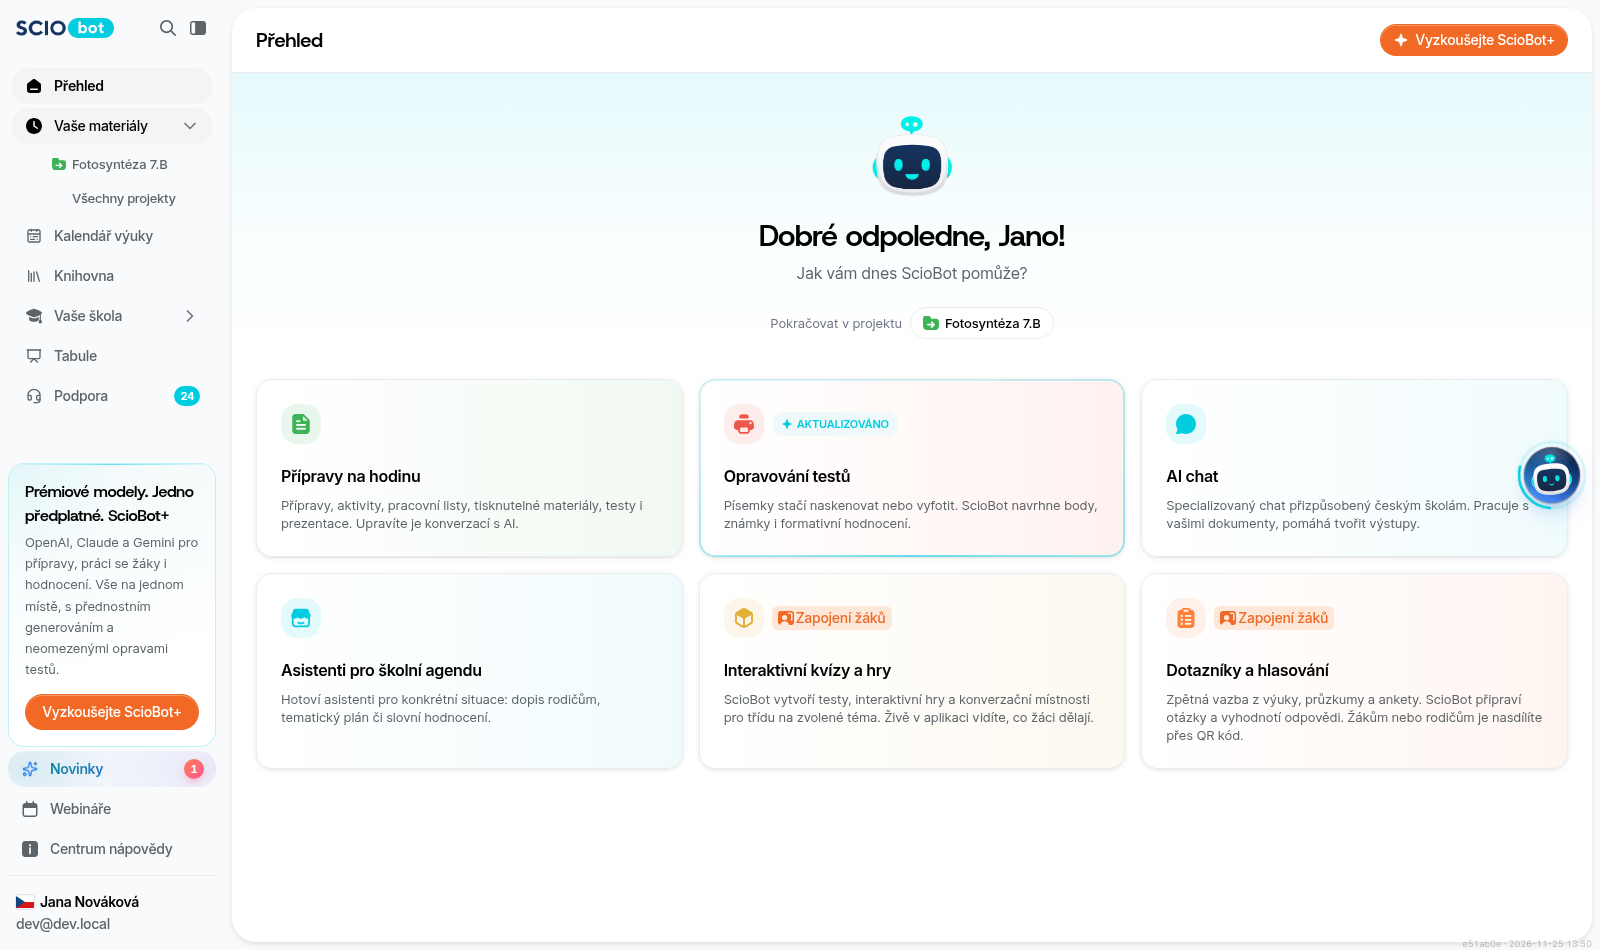 SCIO bot
Přehled
Vaše materiály
Fotosyntéza 7.B
Všechny projekty
Kalendář výuky
Knihovna
Vaše škola
Tabule
Podpora 24
Prémiové modely. Jedno
předplatné. ScioBot+
OpenAI, Claude a Gemini pro
přípravy, práci se žáky i
hodnocení. Vše na jednom
místě, s přednostním
generováním a
neomezenými opravami
testů.
Vyzkoušejte ScioBot+
Novinky 1
Webináře
Centrum nápovědy
Jana Nováková
dev@dev.local
Přehled
Vyzkoušejte ScioBot+
Dobré odpoledne, Jano!
Jak vám dnes ScioBot pomůže?
Pokračovat v projektu Fotosyntéza 7.B
Přípravy na hodinu
Přípravy, aktivity, pracovní listy, tisknutelné materiály, testy i
prezentace. Upravíte je konverzací s AI.
AKTUALIZOVÁNO
Opravování testů
Písemky stačí naskenovat nebo vyfotit. ScioBot navrhne body,
známky i formativní hodnocení.
AI chat
Specializovaný chat přizpůsobený českým školám. Pracuje s
vašimi dokumenty, pomáhá tvořit výstupy.
Asistenti pro školní agendu
Hotoví asistenti pro konkrétní situace: dopis rodičům,
tematický plán či slovní hodnocení.
Zapojení žáků
Interaktivní kvízy a hry
ScioBot vytvoří testy, interaktivní hry a konverzační místnosti
pro třídu na zvolené téma. Živě v aplikaci vidíte, co žáci dělají.
Zapojení žáků
Dotazníky a hlasování
Zpětná vazba z výuky, průzkumy a ankety. ScioBot připraví
otázky a vyhodnotí odpovědi. Žákům nebo rodičům je nasdílíte
přes QR kód.
e51ab0e · 2026-11-25 13:50